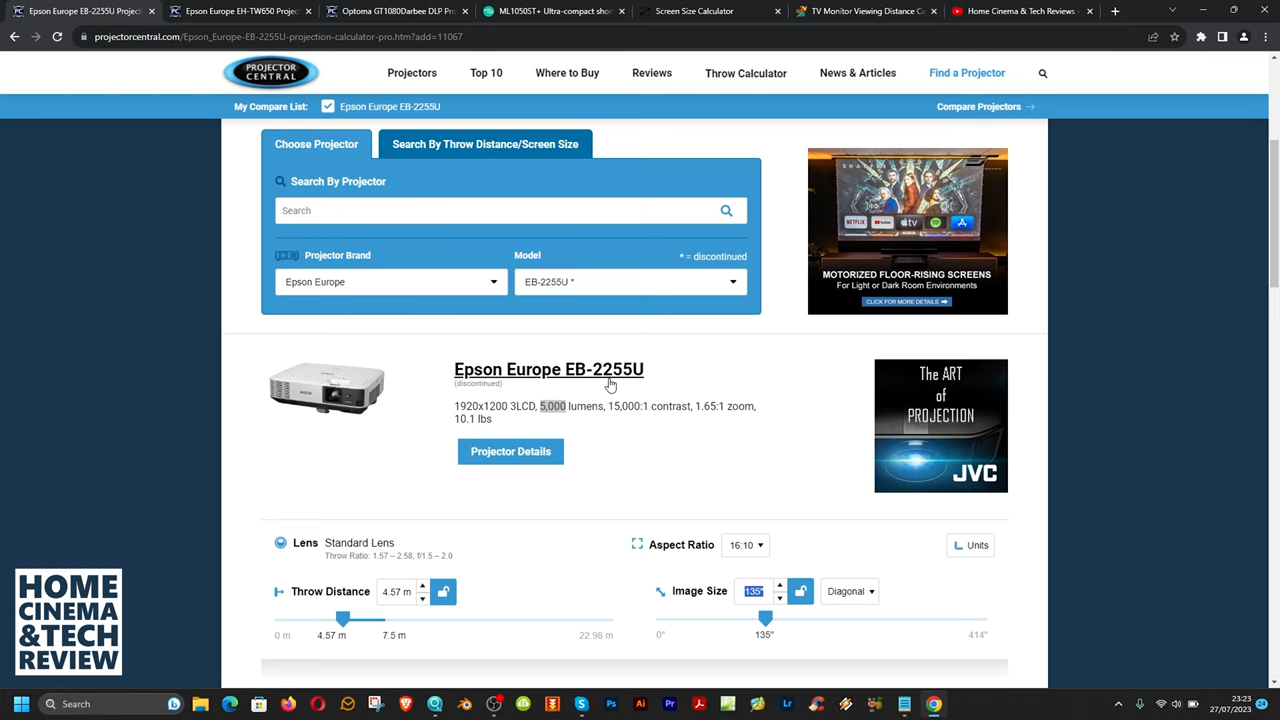 Epson Europe EB-2255U Projecto
Epson Europe EH-TW650 Project
Optoma GT1080Darbee DLP Pro
ML1050ST+ Ultra-compact shor
Screen Size Calculator
TV Monitor Viewing Distance Ca
Home Cinema & Tech Reviews -
projectorcentral.com/Epson_Europe-EB-2255U-projection-calculator-pro.htm?add=11067
PROJECTOR
CENTRAL
Projectors
Top 10
Where to Buy
Reviews
Throw Calculator
News & Articles
Find a Projector
My Compare List:
Epson Europe EB-2255U
Compare Projectors →
Choose Projector
Search By Throw Distance/Screen Size
Search By Projector
Search
Projector Brand
Model
* = discontinued
Epson Europe
EB-2255U *
MOTORIZED FLOOR-RISING SCREENS
For Light or Dark Room Environments
CLICK FOR MORE DETAILS
NETFLIX
YouTube
tv
Epson Europe EB-2255U
(discontinued)
1920x1200 3LCD, 5,000 lumens, 15,000:1 contrast, 1.65:1 zoom,
10.1 lbs
Projector Details
The ART
of
PROJECTION
JVC
Lens Standard Lens
Throw Ratio: 1.57 – 2.58, f/1.5 – 2.0
Aspect Ratio 16:10
Units
Throw Distance 4.57 m
Image Size 135" Diagonal
0 m 4.57 m 7.5 m 22.98 m
0" 135" 414"
HOME
CINEMA
&TECH
REVIEW
Search
23:23
27/07/2023
24